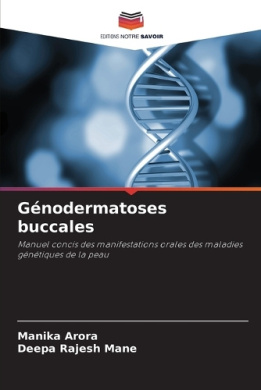 EDITIONS NOTRE SAVOIR
Génodermatoses
buccales
Manuel concis des manifestations orales des maladies
génétiques de la peau
Manika Arora
Deepa Rajesh Mane